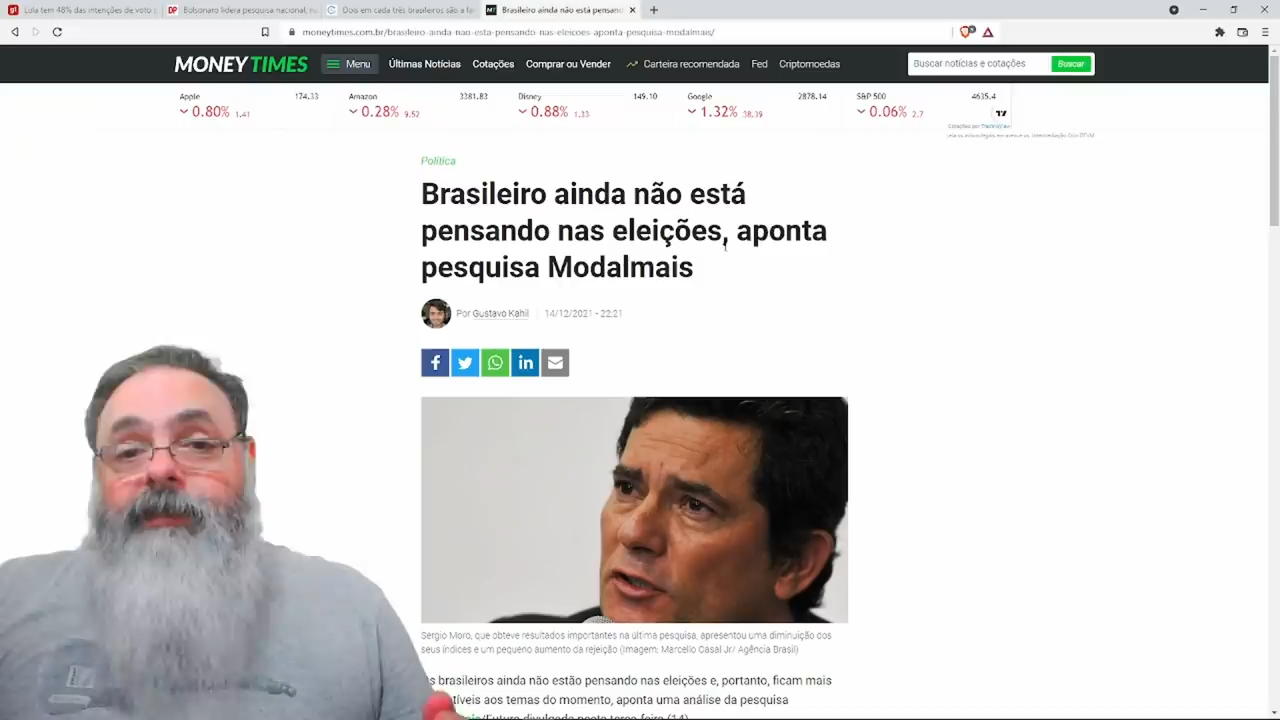 Lula tem 48% das intenções de voto
Bolsonaro lidera pesquisa nacional, n
Dois em cada três brasileiros são a fa
Brasileiro ainda não está pensand
moneytimes.com.br/brasileiro-ainda-nao-esta-pensando-nas-eleicoes-aponta-pesquisa-modalmais/
MONEY TIMES
Menu
Últimas Notícias
Cotações
Comprar ou Vender
Carteira recomendada
Fed
Criptomoedas
Buscar notícias e cotações
Buscar
Apple 174.33
0.80% 1.41
Amazon 3381.83
0.28% 9.52
Disney 149.10
0.88% 1.33
Google 2878.14
1.32% 38.39
S&P 500 4635.4
0.06% 2.7
Política
Brasileiro ainda não está
pensando nas eleições, aponta
pesquisa Modalmais
Por Gustavo Kahil
14/12/2021 - 22:21
Sergio Moro, que obteve resultados importantes na última pesquisa, apresentou uma diminuição dos
seus índices e um pequeno aumento da rejeição (Imagem: Marcello Casal Jr/ Agência Brasil)
s brasileiros ainda não estão pensando nas eleições e, portanto, ficam mais
tíveis aos temas do momento, aponta uma análise da pesquisa
/Futura divulgado nesta terça-feira (14)